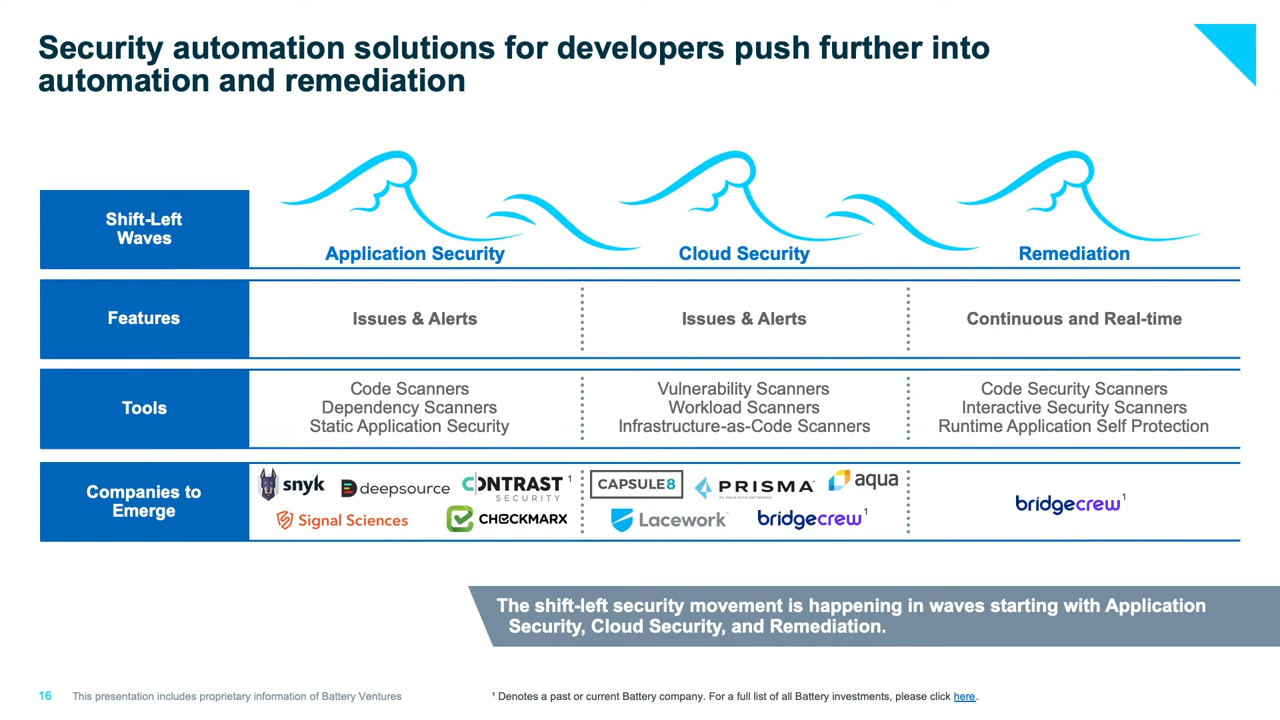 Security automation solutions for developers push further into
automation and remediation
Shift-Left
Waves
Application Security
Cloud Security
Remediation
Features
Issues & Alerts
Issues & Alerts
Continuous and Real-time
Tools
Code Scanners
Dependency Scanners
Static Application Security
Vulnerability Scanners
Workload Scanners
Infrastructure-as-Code Scanners
Code Security Scanners
Interactive Security Scanners
Runtime Application Self Protection
Companies to
Emerge
snyk
deepsource
CONTRAST ¹
SECURITY
Signal Sciences
CHECKMARX
CAPSULE8
PRISMA
BY PALO ALTO NETWORKS
aqua
Lacework
bridgecrew ¹
bridgecrew ¹
The shift-left security movement is happening in waves starting with Application
Security, Cloud Security, and Remediation.
16 This presentation includes proprietary information of Battery Ventures
¹ Denotes a past or current Battery company. For a full list of all Battery investments, please click here.